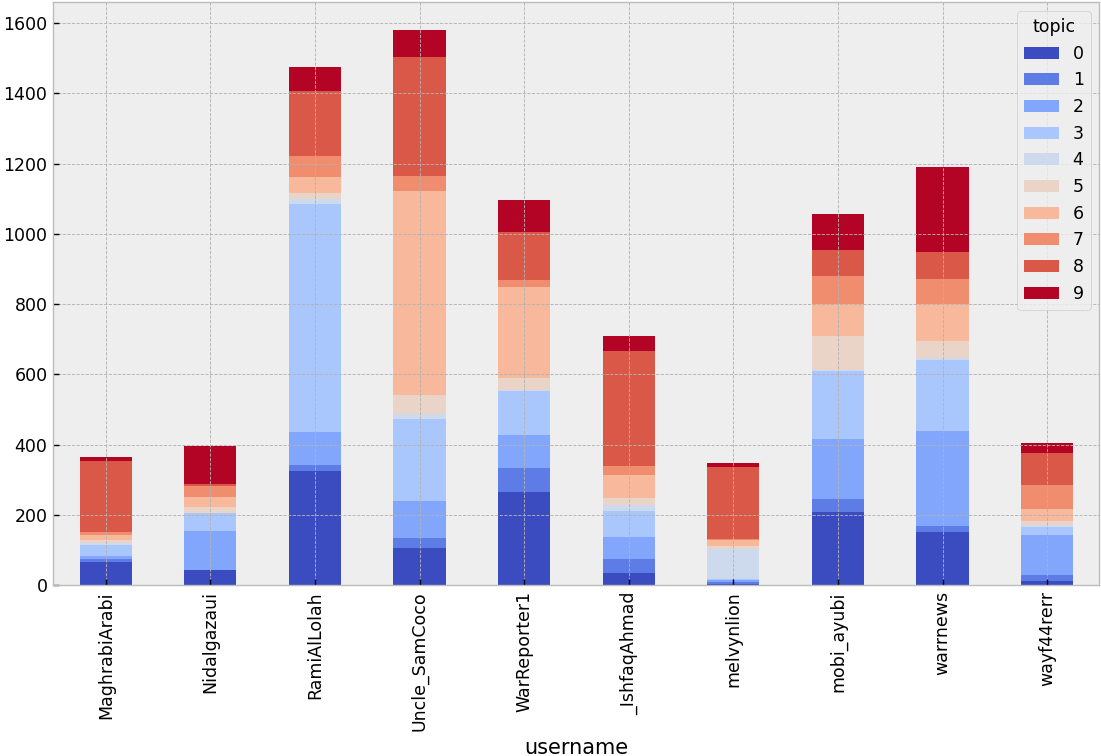 1600
1400
1200
1000
800
600
400
200
0
topic
0
1
2
3
4
5
6
7
8
9
MaghrabiArabi
Nidalgazaui
RamiAlLolah
Uncle_SamCoco
WarReporter1
_IshfaqAhmad
melvynlion
mobi_ayubi
warrnews
wayf44rerr
username